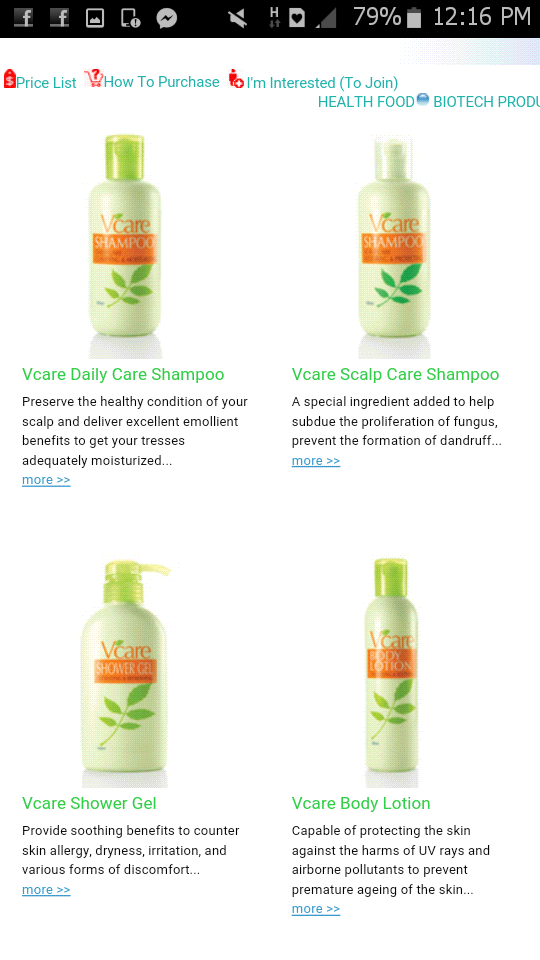 79% 12:16 PM
H
Price List How To Purchase I'm Interested (To Join)
HEALTH FOOD BIOTECH PRODU
Vcare
SHAMPOO
Vcare
SHAMPOO
Vcare Daily Care Shampoo
Preserve the healthy condition of your
scalp and deliver excellent emollient
benefits to get your tresses
adequately moisturized...
more >>
Vcare Scalp Care Shampoo
A special ingredient added to help
subdue the proliferation of fungus,
prevent the formation of dandruff...
more >>
Vcare
SHOWER GEL
Vcare
BODY
LOTION
Vcare Shower Gel
Provide soothing benefits to counter
skin allergy, dryness, irritation, and
various forms of discomfort...
more >>
Vcare Body Lotion
Capable of protecting the skin
against the harms of UV rays and
airborne pollutants to prevent
premature ageing of the skin...
more >>